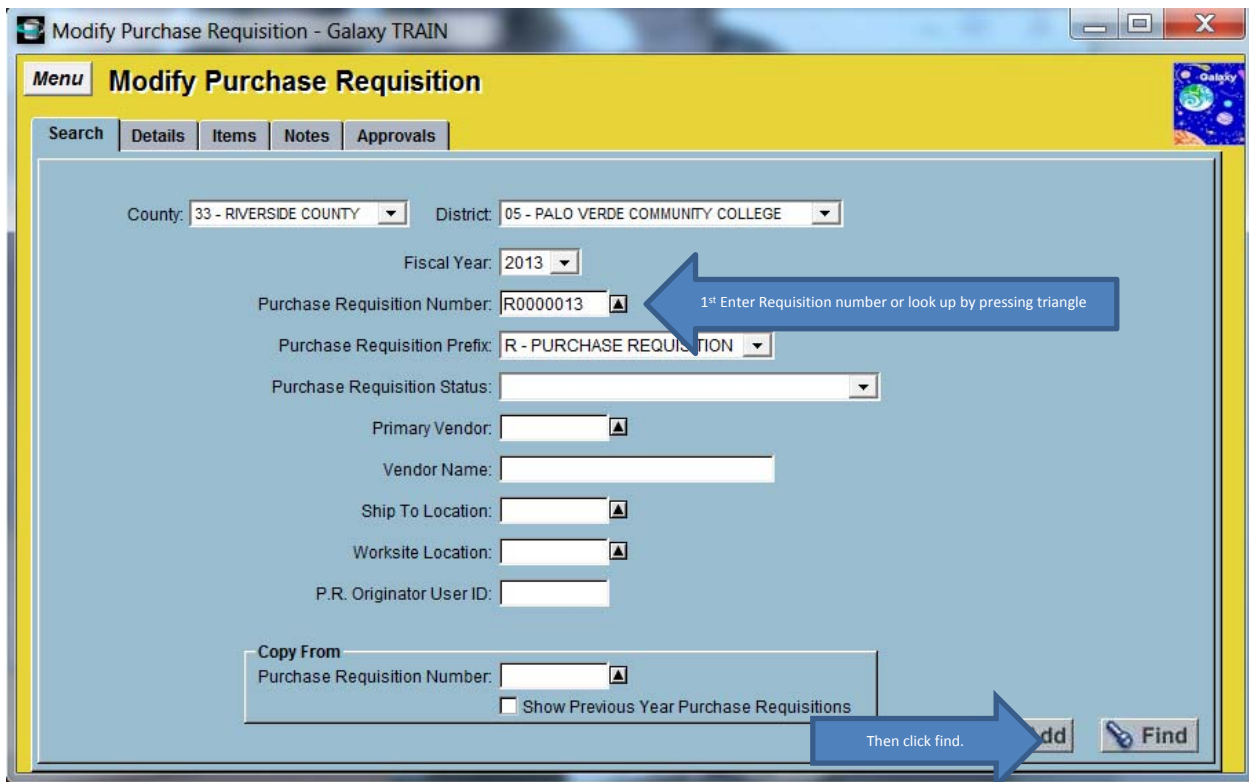 Modify Purchase Requisition - Galaxy TRAIN
Menu Modify Purchase Requisition
Galaxy
Search Details Items Notes Approvals
County: 33 - RIVERSIDE COUNTY District: 05 - PALO VERDE COMMUNITY COLLEGE
Fiscal Year: 2013
Purchase Requisition Number: R0000013
1st Enter Requisition number or look up by pressing triangle
Purchase Requisition Prefix: R - PURCHASE REQUISITION
Purchase Requisition Status:
Primary Vendor:
Vendor Name:
Ship To Location:
Worksite Location:
P.R. Originator User ID:
Copy From
Purchase Requisition Number:
Show Previous Year Purchase Requisitions
Then click find.
dd Find